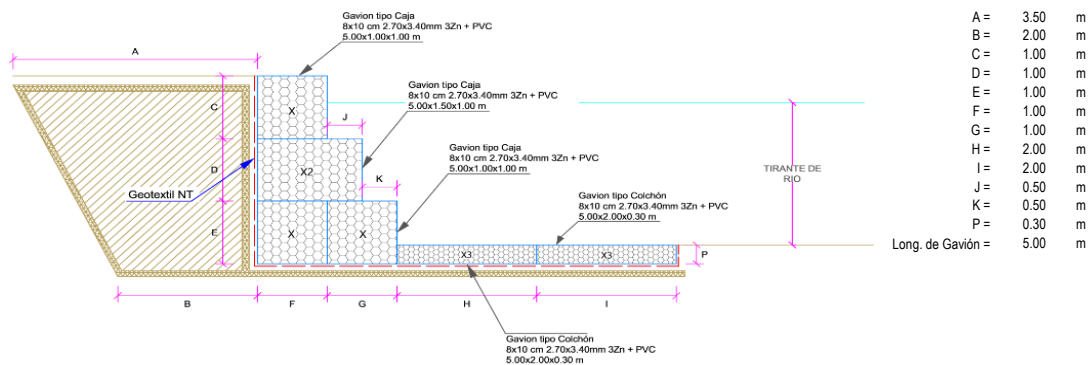 Gavion tipo Caja
8x10 cm 2.70x3.40mm 3Zn + PVC
5.00x1.00x1.00 m
A
Gavion tipo Caja
8x10 cm 2.70x3.40mm 3Zn + PVC
5.00x1.50x1.00 m
C
X
J
Gavion tipo Caja
8x10 cm 2.70x3.40mm 3Zn + PVC
5.00x1.00x1.00 m
D
X2
K
TIRANTE DE
RIO
Geotextil NT
Gavion tipo Colchón
8x10 cm 2.70x3.40mm 3Zn + PVC
5.00x2.00x0.30 m
E
X
X
X3
X3
P
B
F
G
H
I
Gavion tipo Colchón
8x10 cm 2.70x3.40mm 3Zn + PVC
5.00x2.00x0.30 m
A = 3.50 m
B = 2.00 m
C = 1.00 m
D = 1.00 m
E = 1.00 m
F = 1.00 m
G = 1.00 m
H = 2.00 m
I = 2.00 m
J = 0.50 m
K = 0.50 m
P = 0.30 m
Long. de Gavión = 5.00 m